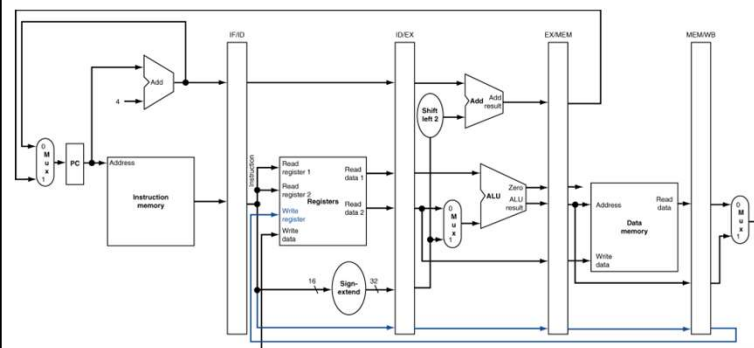 IF/ID
ID/EX
EX/MEM
MEM/WB
Add
4
Add
Add
result
Shift
left 2
0
M
u
x
1
PC
Address
Instruction
memory
Instruction
Read
register 1
Read
register 2
Write
register
Write
data
Registers
Read
data 1
Read
data 2
0
M
u
x
1
ALU
Zero
ALU
result
Address
Write
data
Data
memory
Read
data
0
M
u
x
1
16
Sign-
extend
32